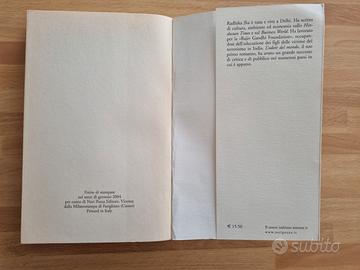 Finito di stampare
nel mese di gennaio 2004
per conto di Neri Pozza Editore, Vicenza
dalla Milanostampa di Farigliano (Cuneo)
Printed in Italy
Radhika Jha è nata e vive a Delhi. Ha scritto
di cultura, ambiente ed economia sullo Hin-
dustan Times e sul Business World. Ha lavorato
per la «Rajiv Gandhi Foundation», occupan-
dosi dell'educazione dei figli delle vittime del
terrorismo in India. L'odore del mondo, il suo
primo romanzo, ha avuto un grande successo
di critica e di pubblico nei numerosi paesi in
cui è apparso.
€ 15,50
www.neripozza.it
subito